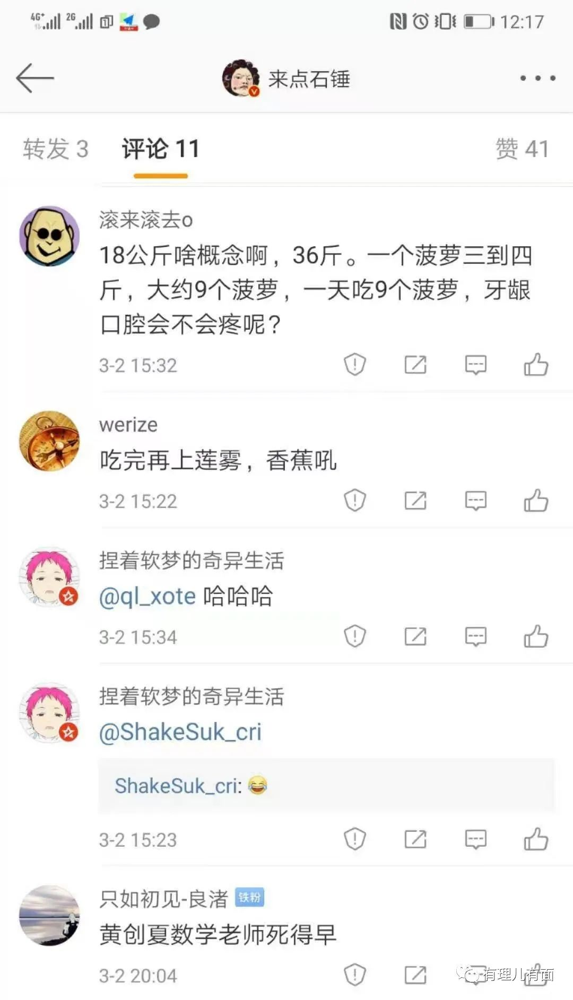 4G+ 2G 12:17
来点石锤
转发 3 评论 11 赞 41
滚来滚去o
18公斤啥概念啊，36斤。一个菠萝三到四
斤，大约9个菠萝，一天吃9个菠萝，牙龈
口腔会不会疼呢？
3-2 15:32
werize
吃完再上莲雾，香蕉吼
3-2 15:22
捏着软梦的奇异生活
@ql_xote 哈哈哈
3-2 15:34
捏着软梦的奇异生活
@ShakeSuk_cri
ShakeSuk_cri: 😂
3-2 15:23
只如初见-良渚 铁粉
黄创夏数学老师死得早
3-2 20:04
有理儿有面